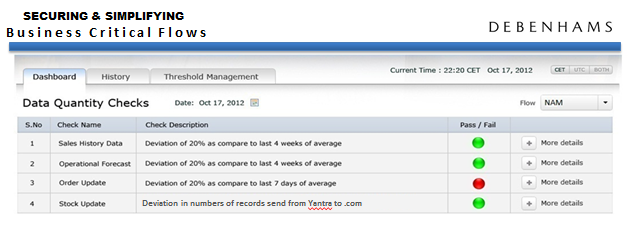 SECURING & SIMPLIFYING
Business Critical Flows
DEBENHAMS
Dashboard History Threshold Management
Current Time : 22:20 CET Oct 17, 2012 CET UTC BOTH
Data Quantity Checks Date: Oct 17, 2012 Flow NAM
S.No Check Name Check Description Pass / Fail
1 Sales History Data Deviation of 20% as compare to last 4 weeks of average + More details
2 Operational Forecast Deviation of 20% as compare to last 4 weeks of average + More details
3 Order Update Deviation of 20% as compare to last 7 days of average + More details
4 Stock Update Deviation in numbers of records send from Yantra to .com + More details